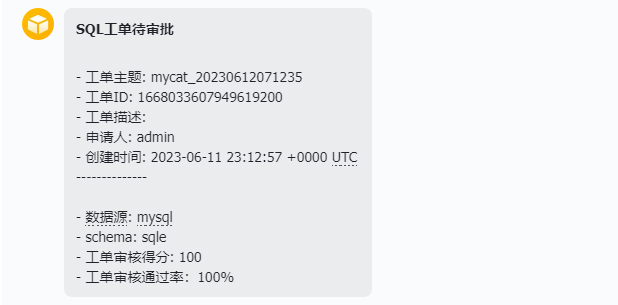 SQL工单待审批
- 工单主题: mycat_20230612071235
- 工单ID: 1668033607949619200
- 工单描述:
- 申请人: admin
- 创建时间: 2023-06-11 23:12:57 +0000 UTC
--------------
- 数据源: mysql
- schema: sqle
- 工单审核得分: 100
- 工单审核通过率：100%